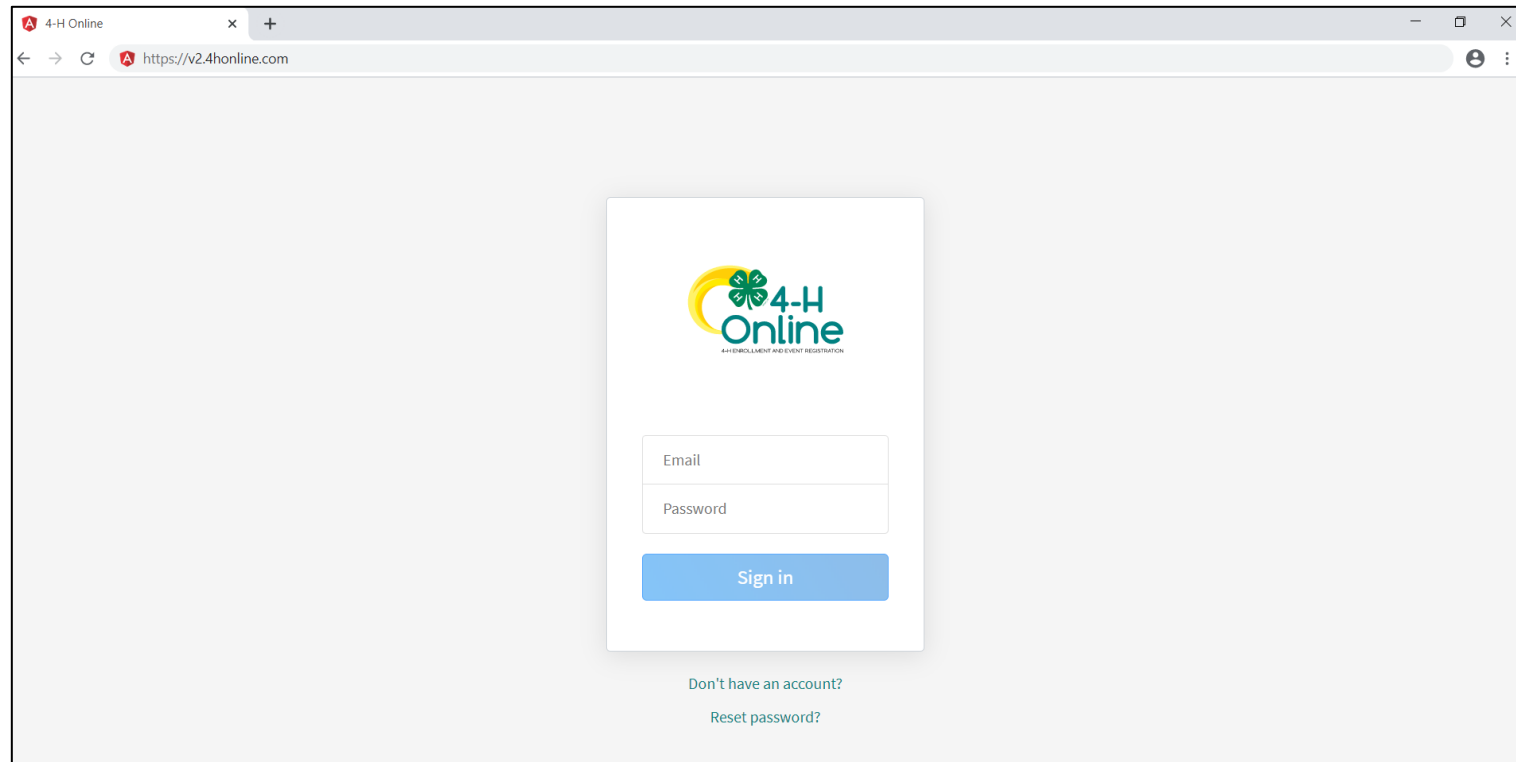 4-H Online
https://v2.4honline.com
4-H
Online
4-H ENROLLMENT AND EVENT REGISTRATION
Email
Password
Sign in
Don't have an account?
Reset password?